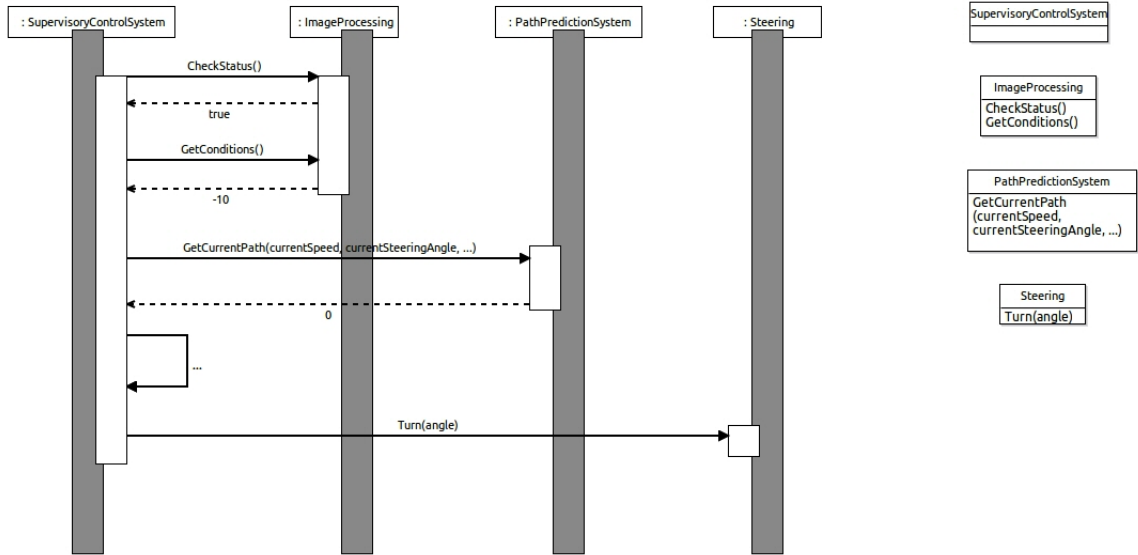 : SupervisoryControlSystem
: ImageProcessing
: PathPredictionSystem
: Steering
CheckStatus()
true
GetConditions()
-10
GetCurrentPath(currentSpeed, currentSteeringAngle, ...)
0
...
Turn(angle)
SupervisoryControlSystem
ImageProcessing
CheckStatus()
GetConditions()
PathPredictionSystem
GetCurrentPath
(currentSpeed,
currentSteeringAngle, ...)
Steering
Turn(angle)